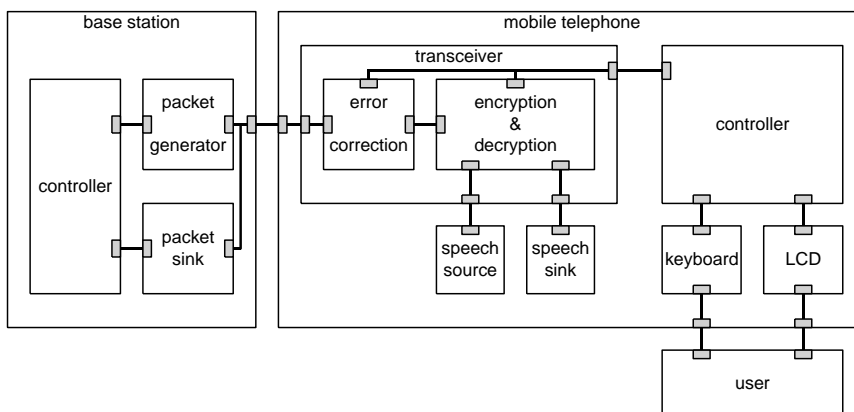 base station
mobile telephone
transceiver
packet
generator
error
correction
encryption
&
decryption
controller
controller
packet
sink
speech
source
speech
sink
keyboard
LCD
user